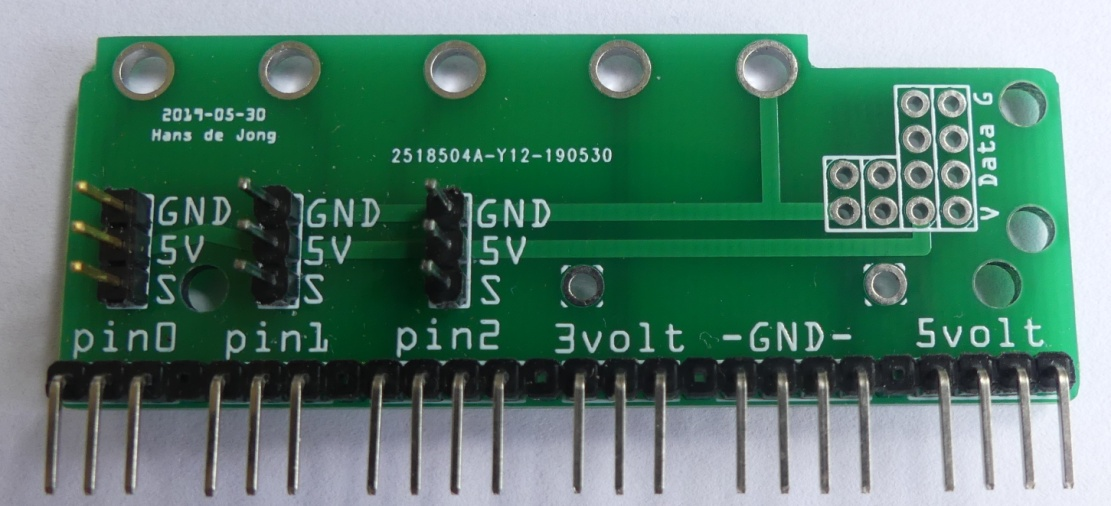 2019-05-30
Hans de Jong
2518504A-Y12-190530
V Data G
GND
5V
S
GND
5V
S
GND
5V
S
pin0 pin1 pin2 3volt -GND- 5volt